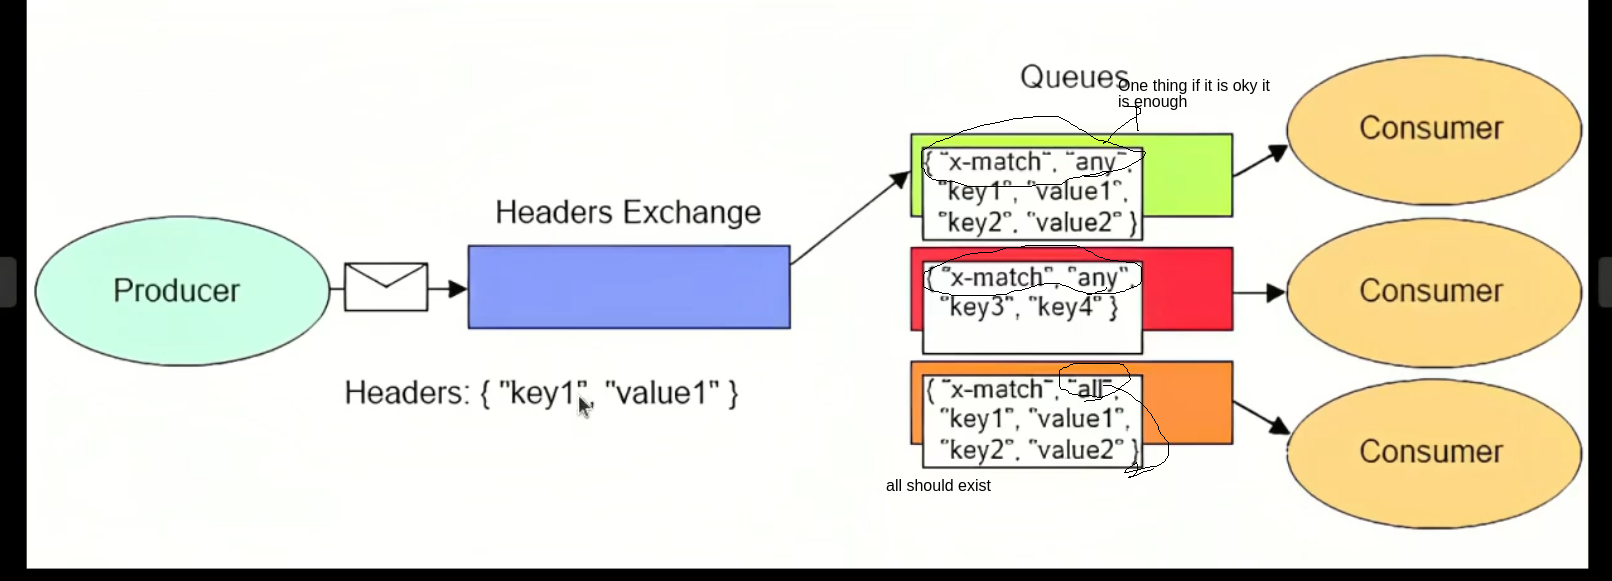 Queues
One thing if it is oky it
is enough
Consumer
{ "x-match", "any",
"key1", "value1",
"key2", "value2" }
Headers Exchange
Producer
{ "x-match", "any",
"key3", "key4" }
Consumer
Headers: { "key1", "value1" }
{ "x-match", "all",
"key1", "value1",
"key2", "value2" }
Consumer
all should exist